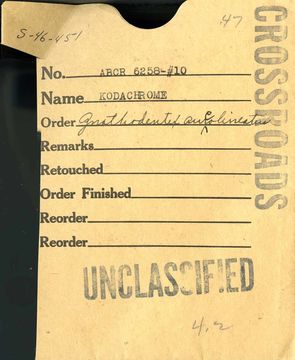 S-46-451
.47
CROSSROADS
No. ABCR 6258-#10
Name KODACHROME
Order Gnathodentex aureolineatus
Remarks
Retouched
Order Finished
Reorder
Reorder
UNCLASSIFIED
4,2